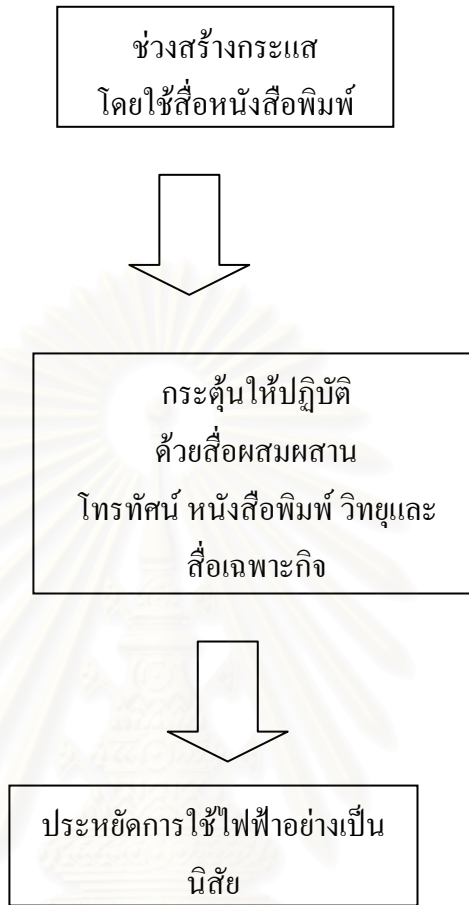 ช่วงสร้างกระแส
โดยใช้สื่อหนังสือพิมพ์
กระตุ้นให้ปฏิบัติ
ด้วยสื่อผสมผสาน
โทรทัศน์ หนังสือพิมพ์ วิทยุและ
สื่อเฉพาะกิจ
ประหยัดการใช้ไฟฟ้าอย่างเป็น
นิสัย